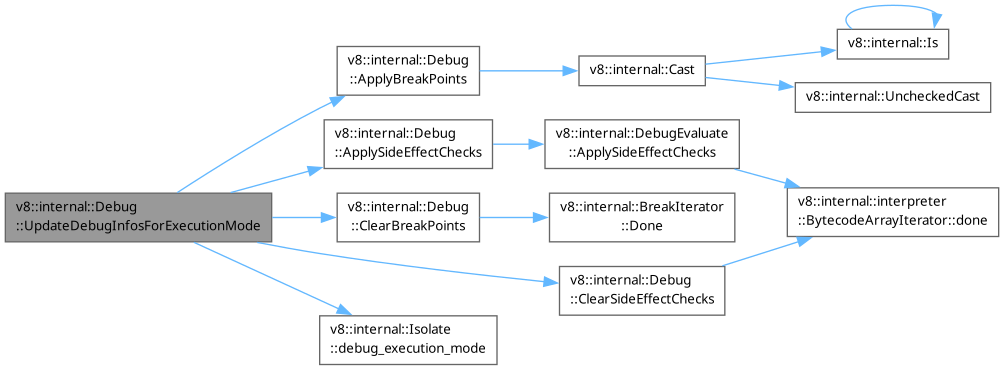 v8::internal::Debug
::UpdateDebugInfosForExecutionMode
v8::internal::Debug
::ApplyBreakPoints
v8::internal::Cast
v8::internal::Is
v8::internal::UncheckedCast
v8::internal::Debug
::ApplySideEffectChecks
v8::internal::DebugEvaluate
::ApplySideEffectChecks
v8::internal::interpreter
::BytecodeArrayIterator::done
v8::internal::Debug
::ClearBreakPoints
v8::internal::BreakIterator
::Done
v8::internal::Debug
::ClearSideEffectChecks
v8::internal::Isolate
::debug_execution_mode